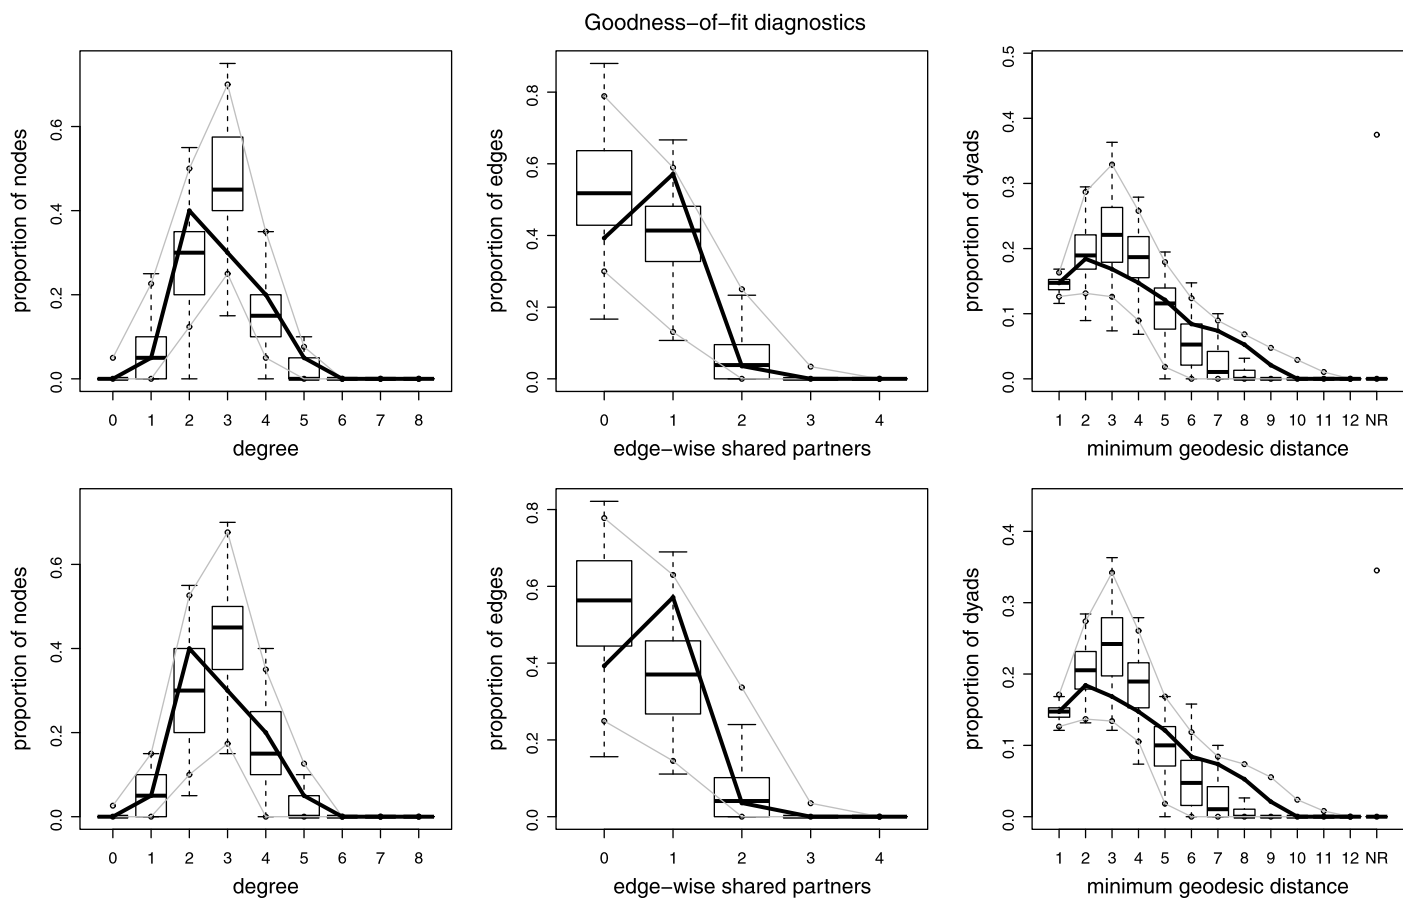 Goodness−of−fit diagnostics
proportion of nodes
0.0 0.2 0.4 0.6
0 1 2 3 4 5 6 7 8
degree
proportion of edges
0.0 0.2 0.4 0.6 0.8
0 1 2 3 4
edge−wise shared partners
proportion of dyads
0.0 0.1 0.2 0.3 0.4 0.5
1 2 3 4 5 6 7 8 9 10 11 12 NR
minimum geodesic distance
proportion of nodes
0.0 0.2 0.4 0.6
0 1 2 3 4 5 6 7 8
degree
proportion of edges
0.0 0.2 0.4 0.6 0.8
0 1 2 3 4
edge−wise shared partners
proportion of dyads
0.0 0.1 0.2 0.3 0.4
1 2 3 4 5 6 7 8 9 10 11 12 NR
minimum geodesic distance